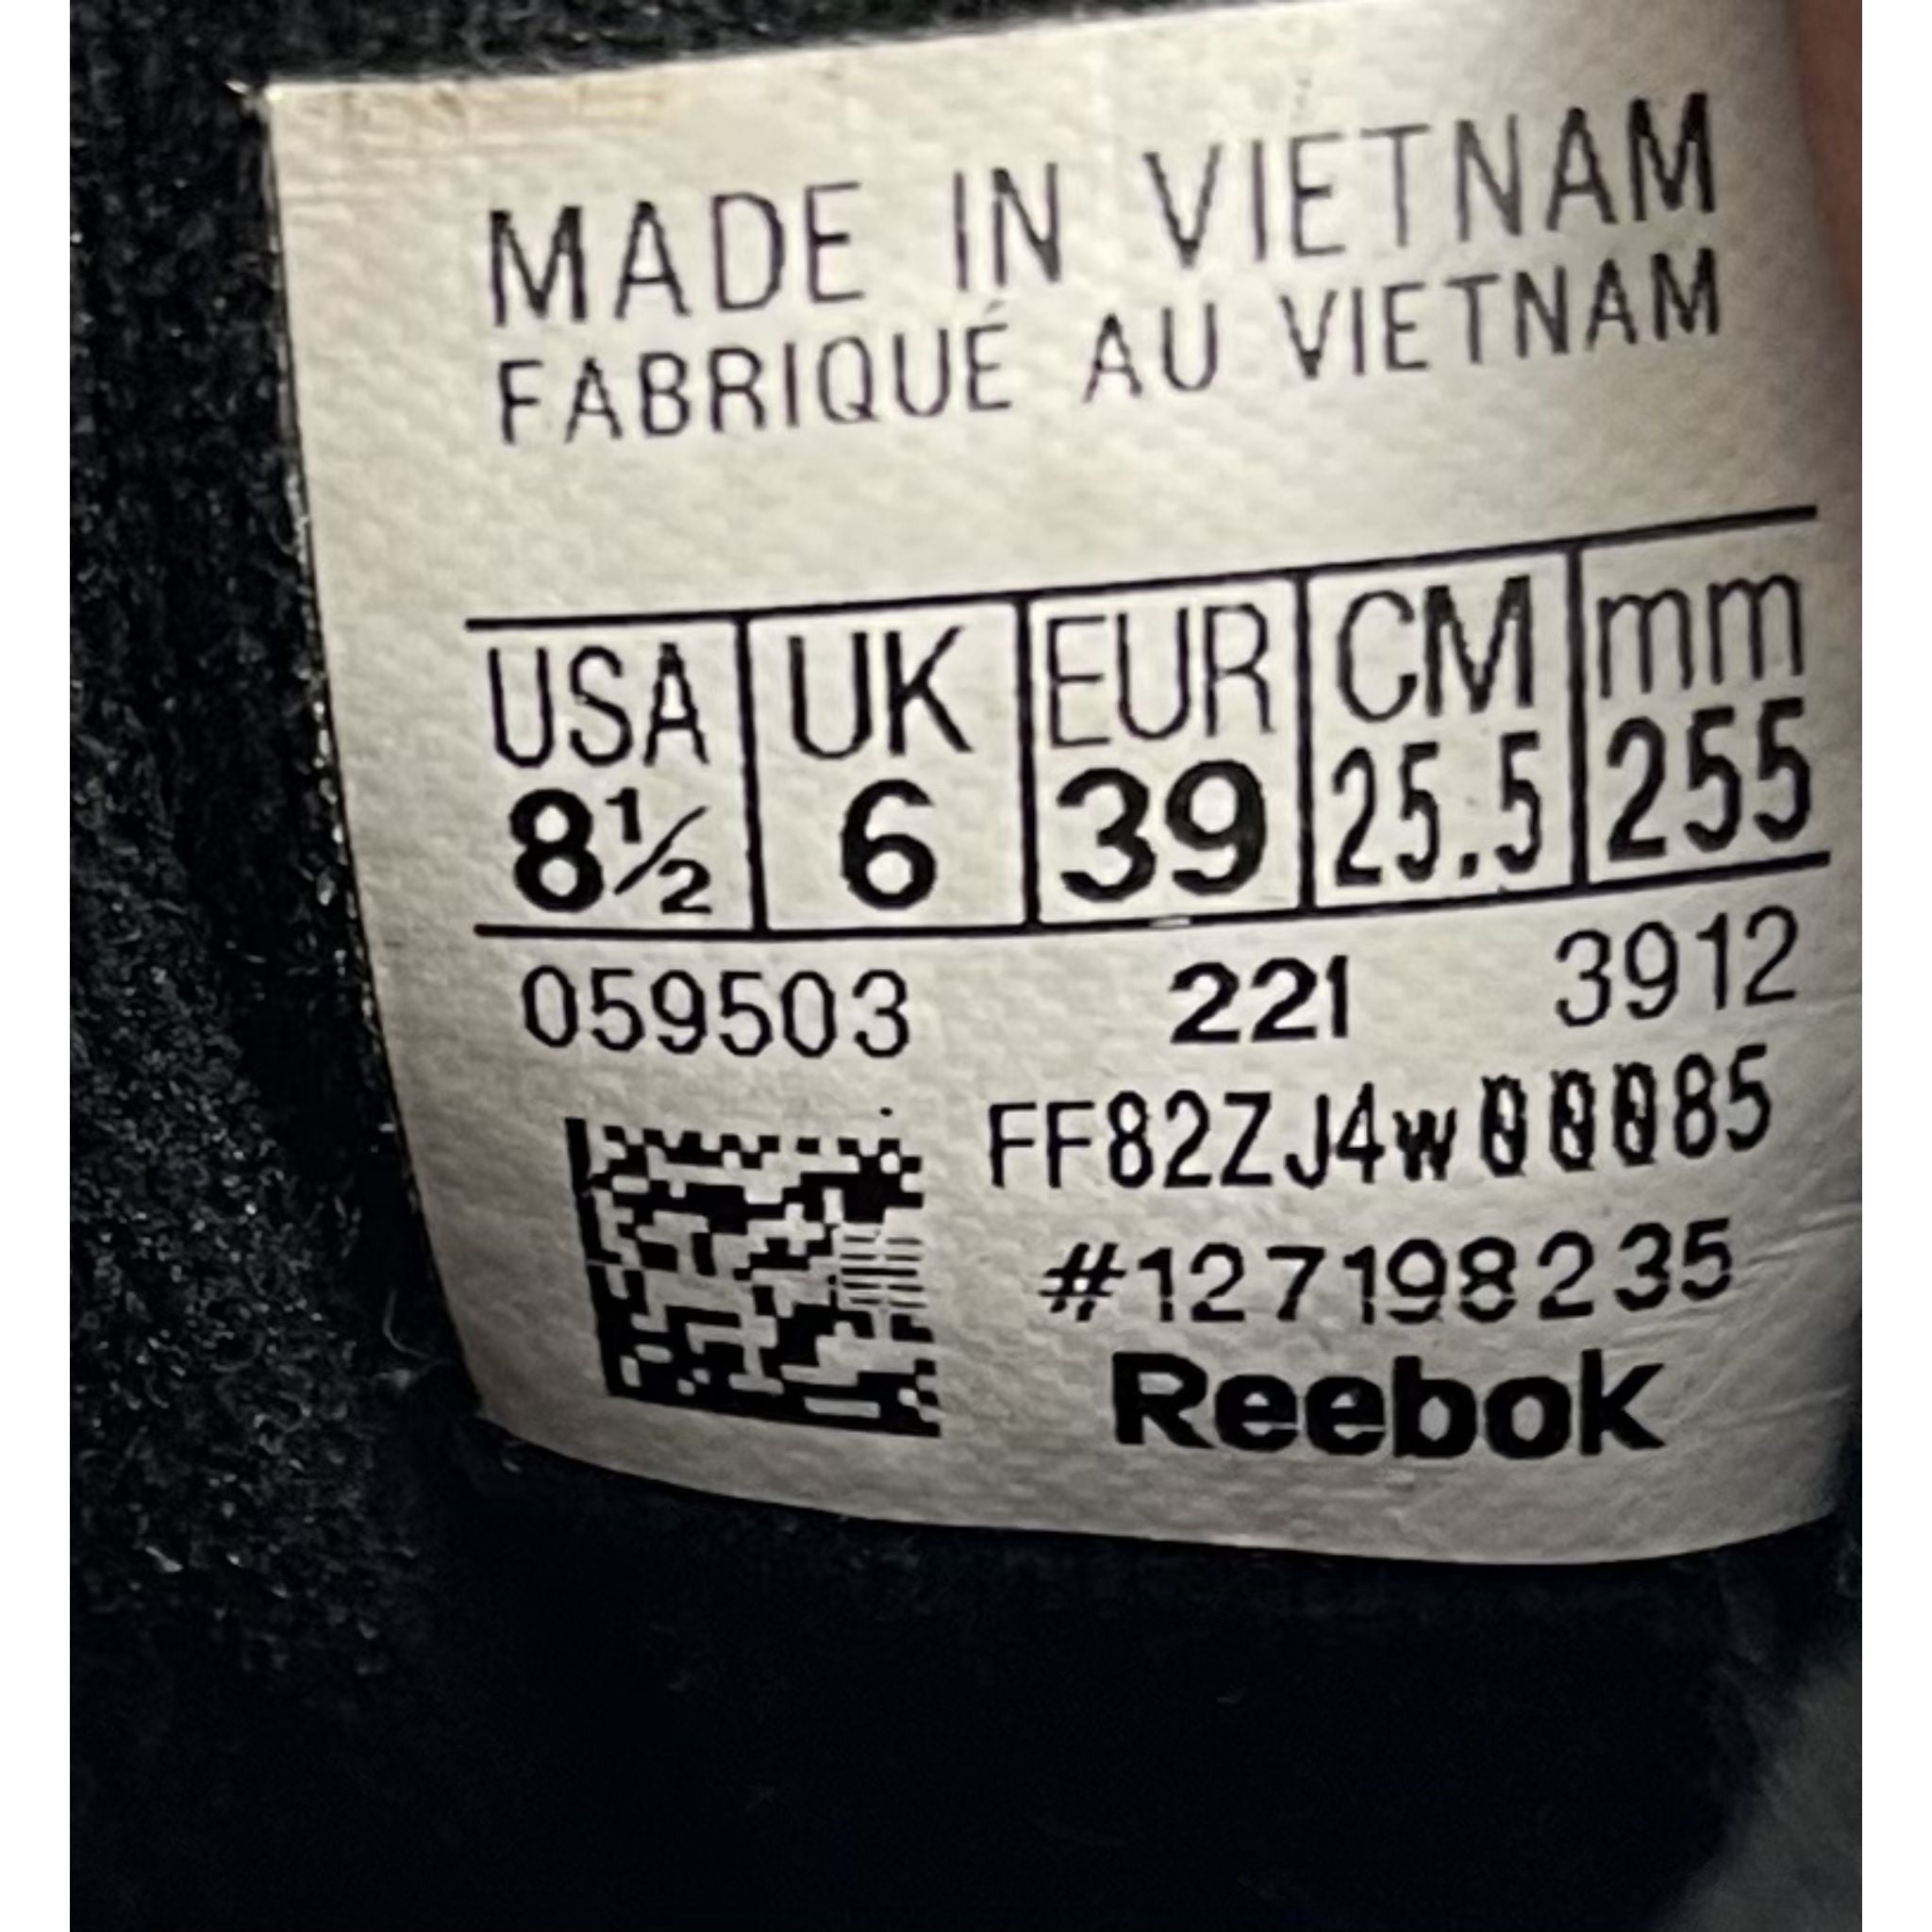 MADE IN VIETNAM
FABRIQUÉ AU VIETNAM
USA UK EUR CM mm
8½ 6 39 25.5 255
059503 221 3912
FF82ZJ4W00085
#127198235
Reebok